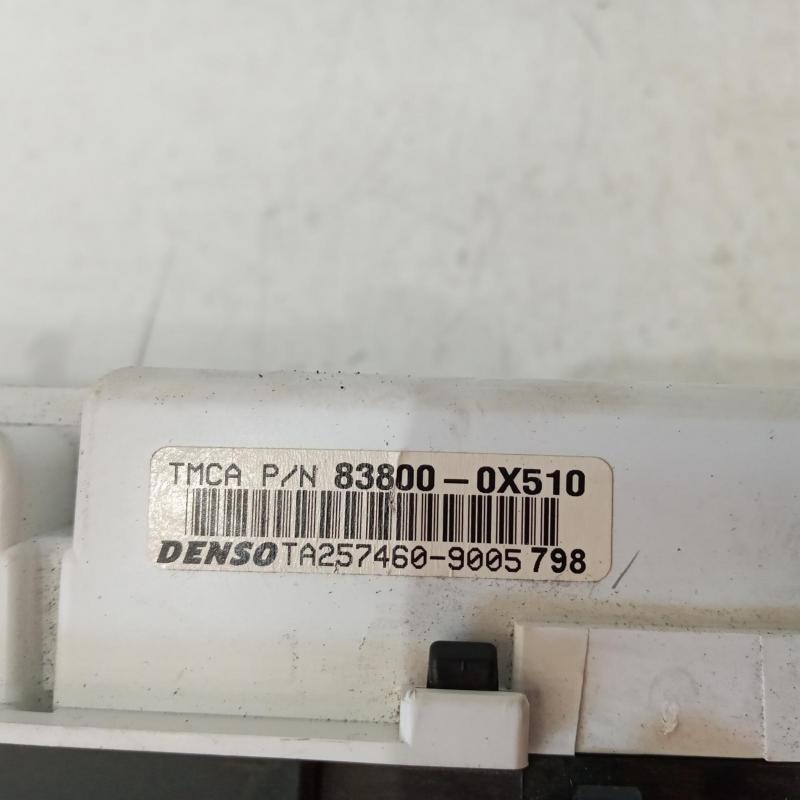 TMCA P/N 83800-0X510
DENSO TA257460-9005 798